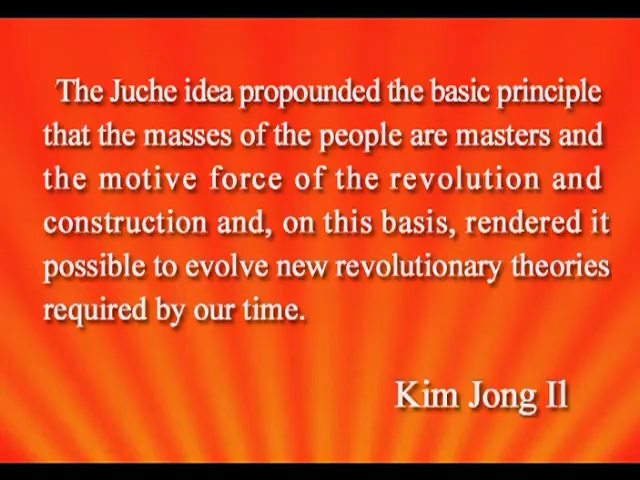 The Juche idea propounded the basic principle
that the masses of the people are masters and
the motive force of the revolution and
construction and, on this basis, rendered it
possible to evolve new revolutionary theories
required by our time.
Kim Jong Il